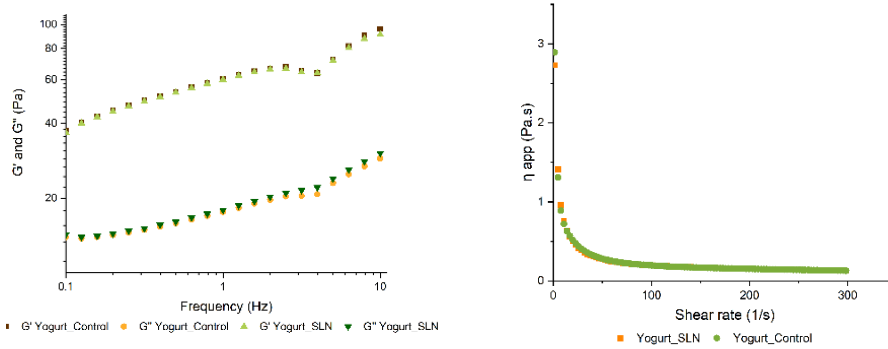 100
80
60
40
20
G' and G" (Pa)
0.1
1
10
Frequency (Hz)
G' Yogurt_Control G" Yogurt_Control G' Yogurt_SLN G" Yogurt_SLN
3
2
1
0
η app (Pa.s)
0
100
200
300
Shear rate (1/s)
Yogurt_SLN Yogurt_Control